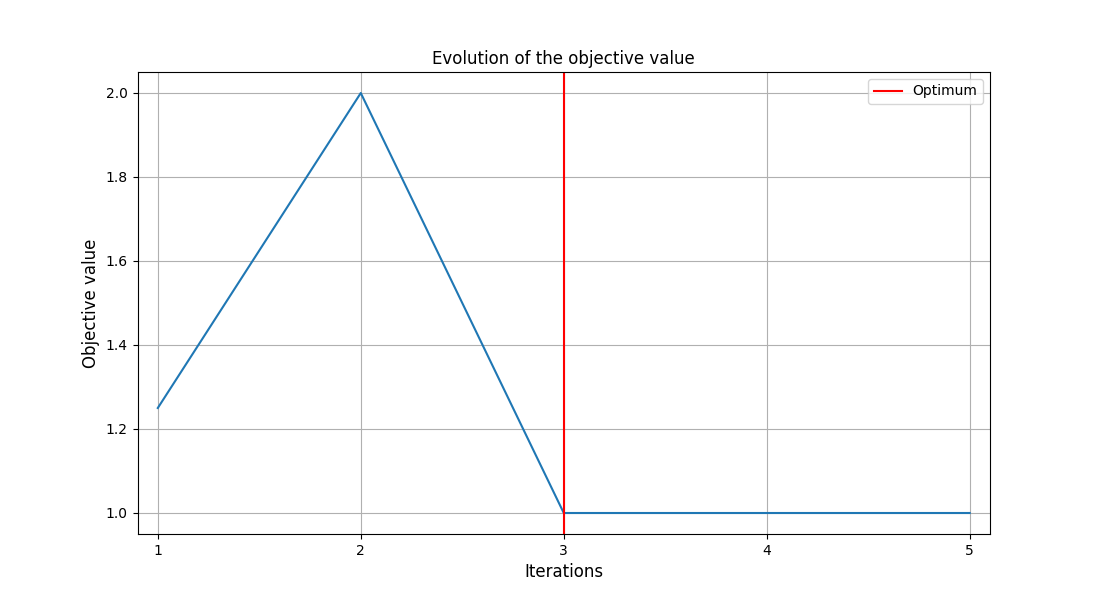 Evolution of the objective value
Optimum
Objective value
2.0
1.8
1.6
1.4
1.2
1.0
1 2 3 4 5
Iterations